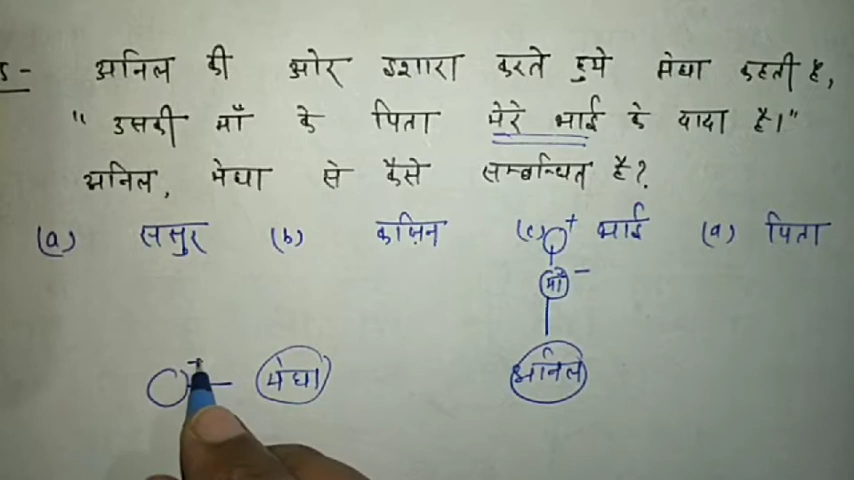 5- अनिल की ओर इशारा करते हुये मेघा कहती है,
" उसकी माँ के पिता मेरे भाई के दादा है।"
अनिल, मेघा से कैसे सम्बन्धित है?
(a) ससुर (b) कज़िन (c) भाई (d) पिता
+
माँ -
+ - मेघा अनिल